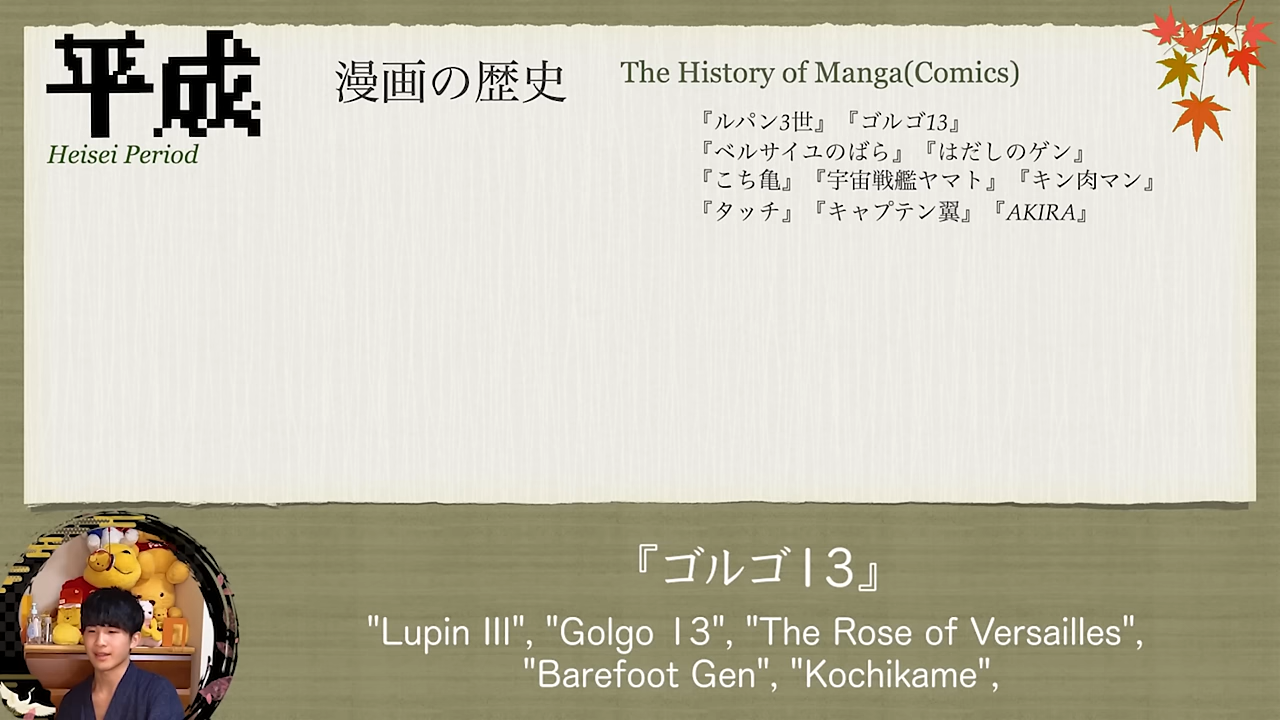 平成
Heisei Period
漫画の歴史
The History of Manga(Comics)
『ルパン3世』『ゴルゴ13』
『ベルサイユのばら』『はだしのゲン』
『こち亀』『宇宙戦艦ヤマト』『キン肉マン』
『タッチ』『キャプテン翼』『AKIRA』
『ゴルゴ13』
"Lupin III", "Golgo 13", "The Rose of Versailles",
"Barefoot Gen", "Kochikame",